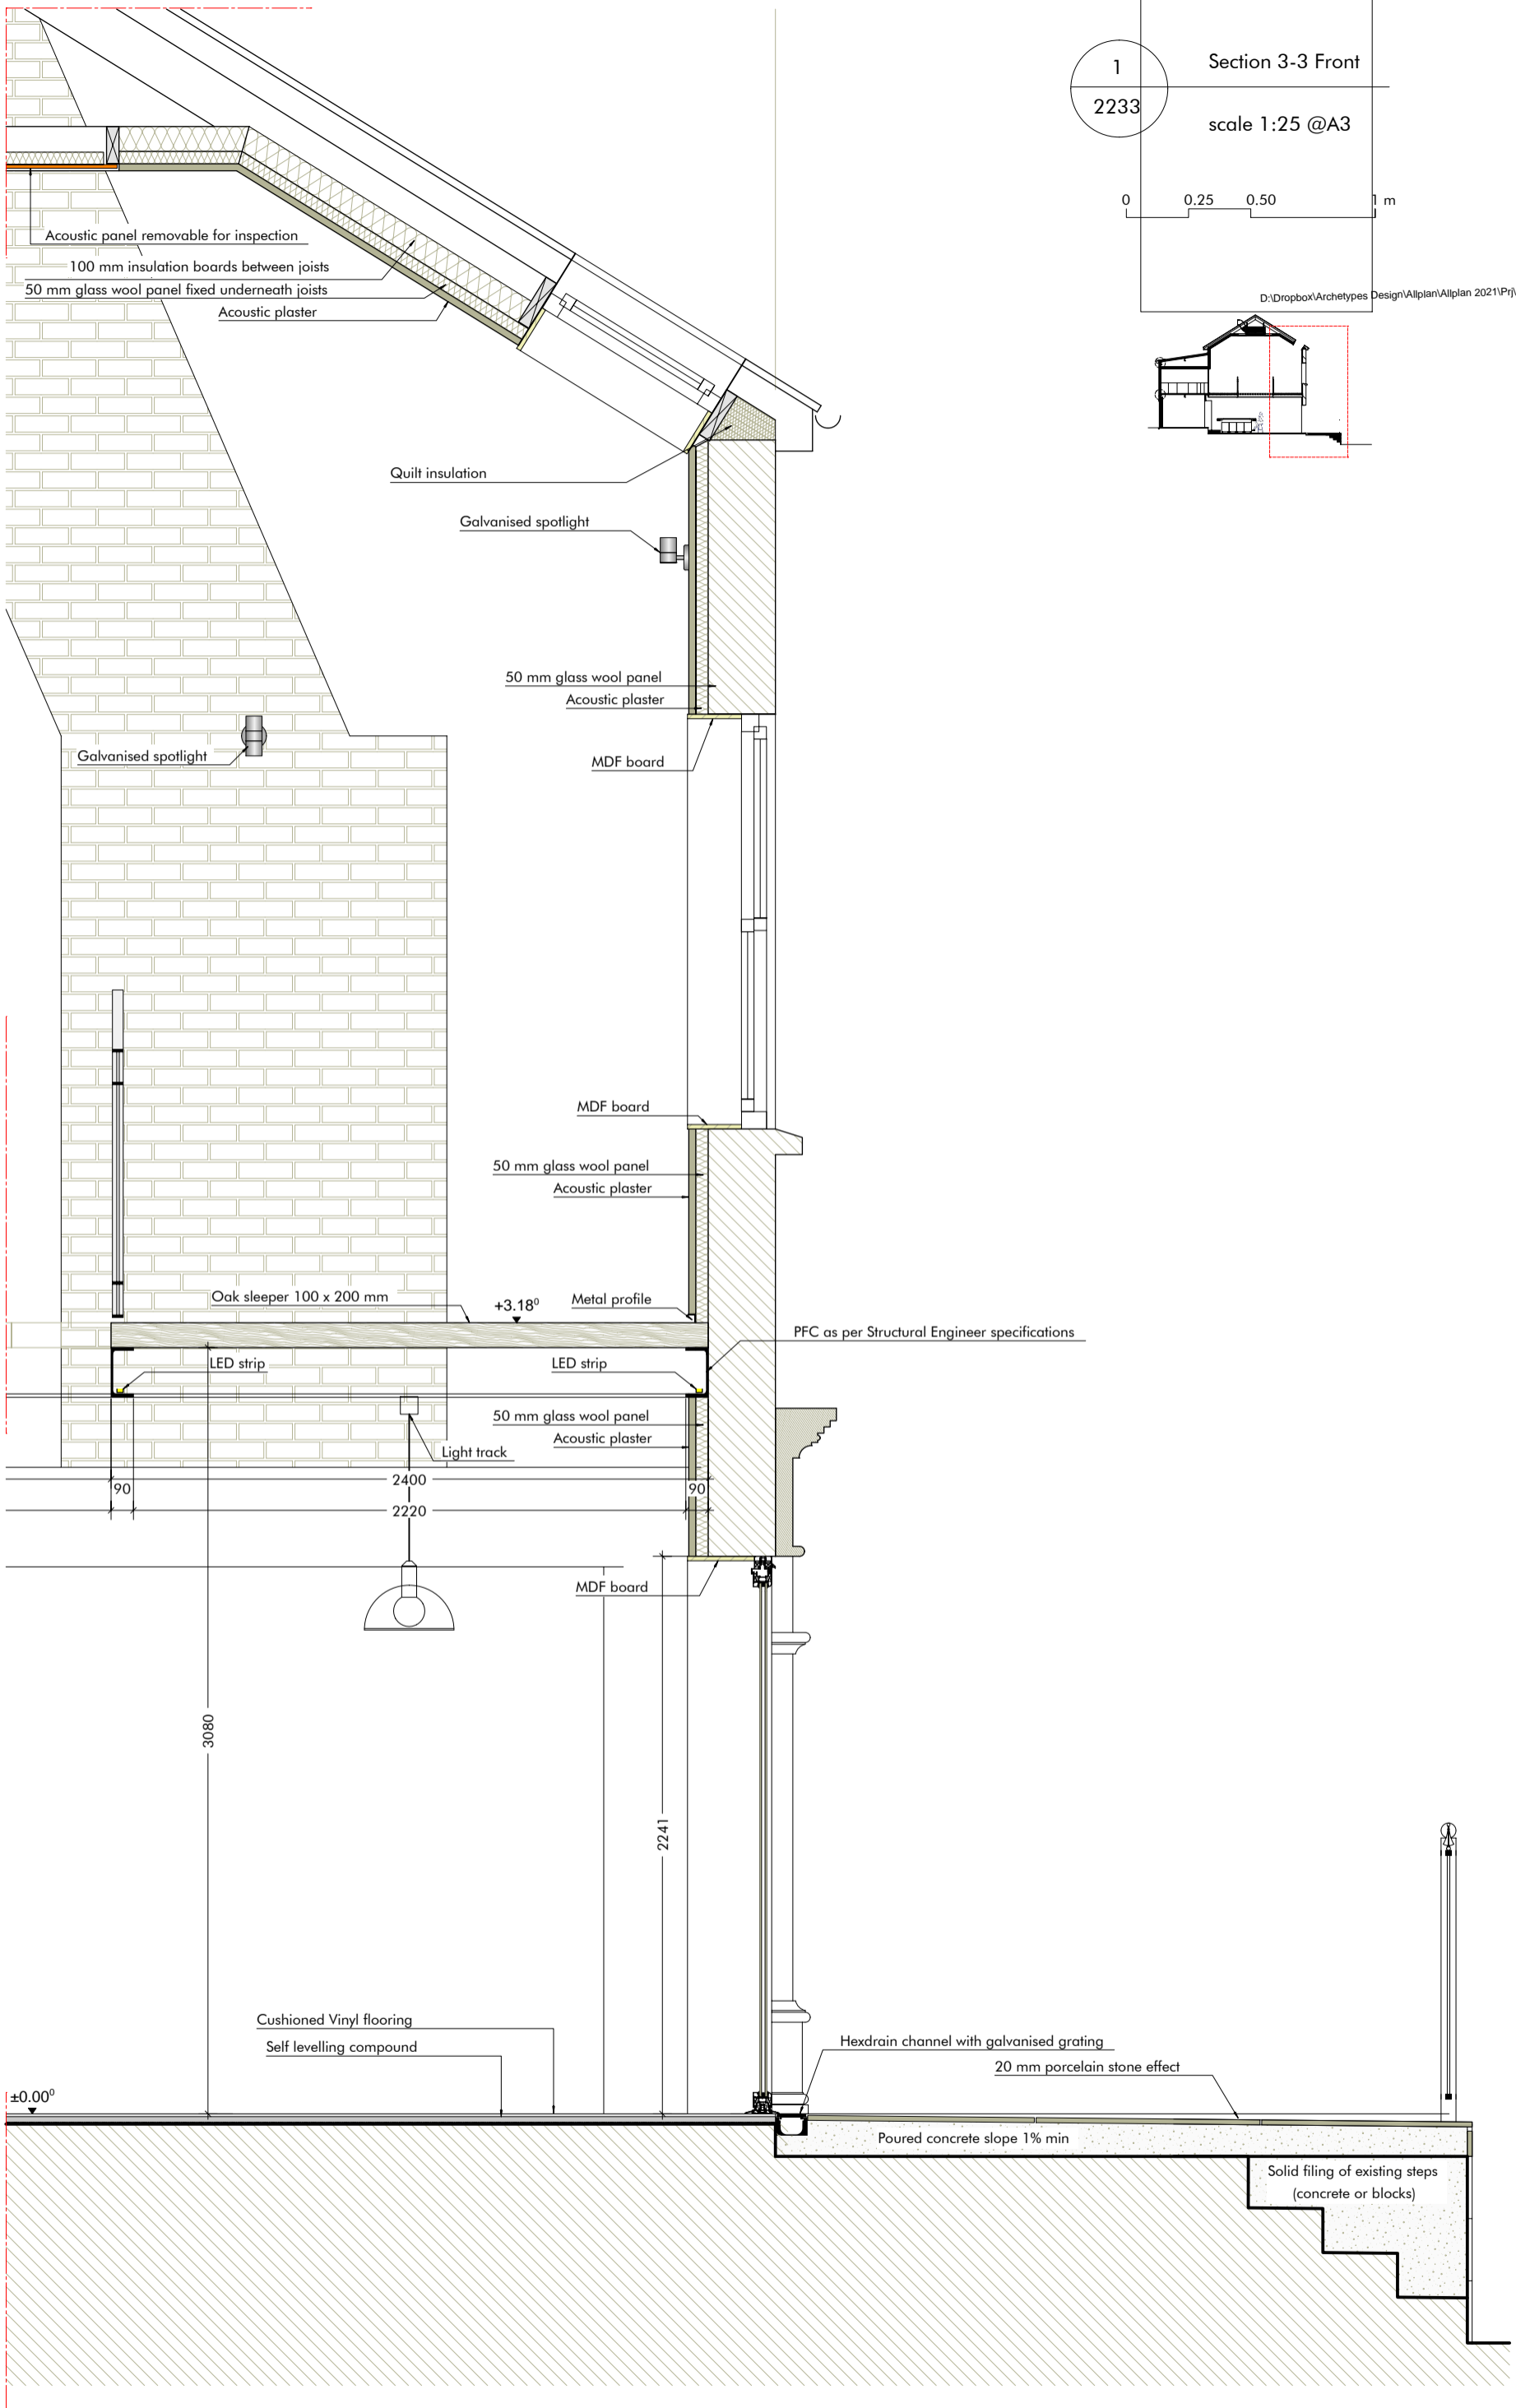 1
2233
Section 3-3 Front
scale 1:25 @A3
0
0.25
0.50
1 m
D:\Dropbox\Archetypes Design\Allplan\Allplan 2021\Prj\
Acoustic panel removable for inspection
100 mm insulation boards between joists
50 mm glass wool panel fixed underneath joists
Acoustic plaster
Quilt insulation
Galvanised spotlight
50 mm glass wool panel
Acoustic plaster
MDF board
Galvanised spotlight
MDF board
50 mm glass wool panel
Acoustic plaster
Oak sleeper 100 x 200 mm
+3.18⁰
Metal profile
PFC as per Structural Engineer specifications
LED strip
LED strip
50 mm glass wool panel
Acoustic plaster
Light track
2400
90
90
2220
MDF board
3080
2241
Cushioned Vinyl flooring
Self levelling compound
Hexdrain channel with galvanised grating
20 mm porcelain stone effect
±0.00⁰
Poured concrete slope 1% min
Solid filing of existing steps
(concrete or blocks)